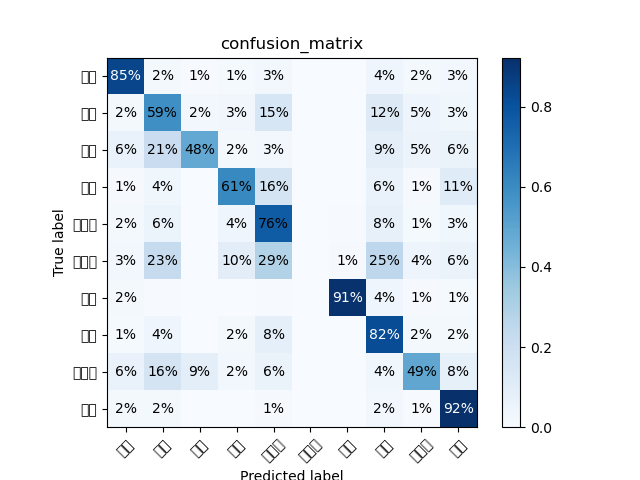 confusion_matrix
85% 2% 1% 1% 3% 4% 2% 3%
2% 59% 2% 3% 15% 12% 5% 3%
6% 21% 48% 2% 3% 9% 5% 6%
1% 4% 61% 16% 6% 1% 11%
2% 6% 4% 76% 8% 1% 3%
3% 23% 10% 29% 1% 25% 4% 6%
2% 91% 4% 1% 1%
1% 4% 2% 8% 82% 2% 2%
6% 16% 9% 2% 6% 4% 49% 8%
2% 2% 1% 2% 1% 92%
True label
Predicted label
0.8
0.6
0.4
0.2
0.0